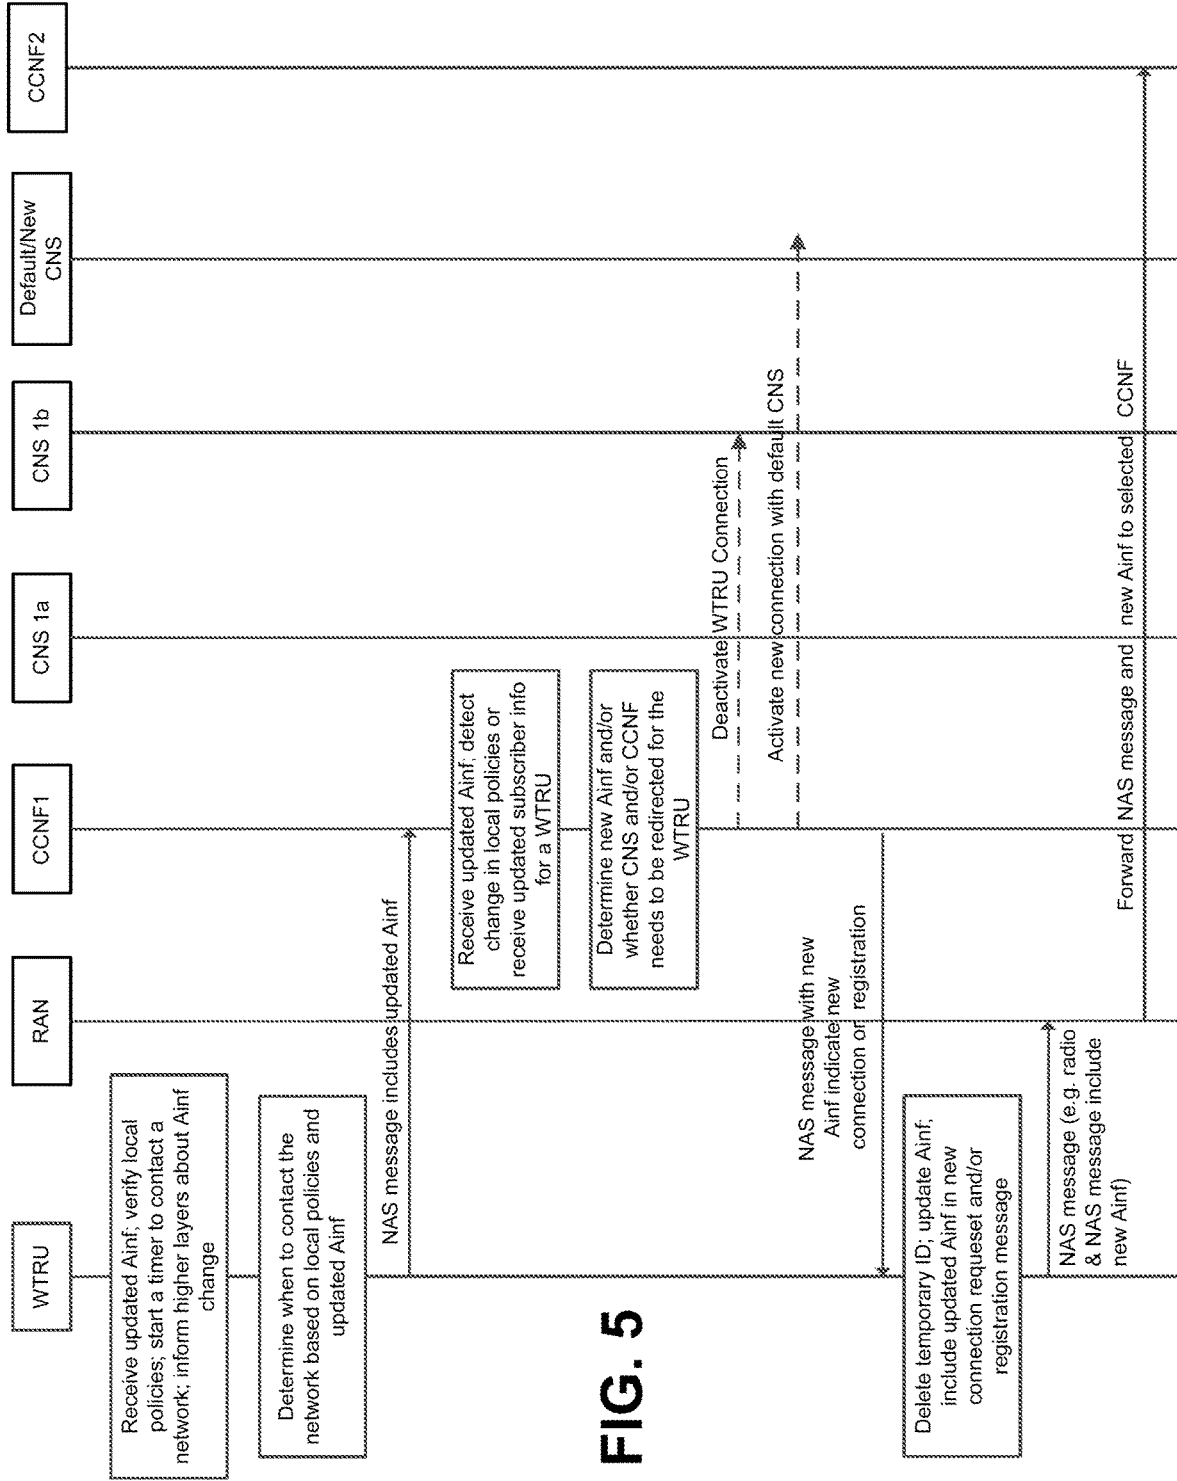 WTRU
RAN
CCNF1
CNS 1a
CNS 1b
Default/New
CNS
CCNF2
Receive updated Ainf; verify local
policies; start a timer to contact a
network; inform higher layers about Ainf
change
Determine when to contact the
network based on local policies and
updated Ainf
NAS message includes updated Ainf
Receive updated Ainf; detect
change in local policies or
receive updated subscriber info
for a WTRU
Determine new Ainf and/or
whether CNS and/or CCNF
needs to be redirected for the
WTRU
Deactivate WTRU Connection
Activate new connection with default CNS
NAS message with new
Ainf indicate new
connection or registration
Delete temporary ID; update Ainf;
include updated Ainf in new
connection requeset and/or
registration message
NAS message (e.g. radio
& NAS message include
new Ainf)
Forward NAS message and new Ainf to selected CCNF
FIG. 5